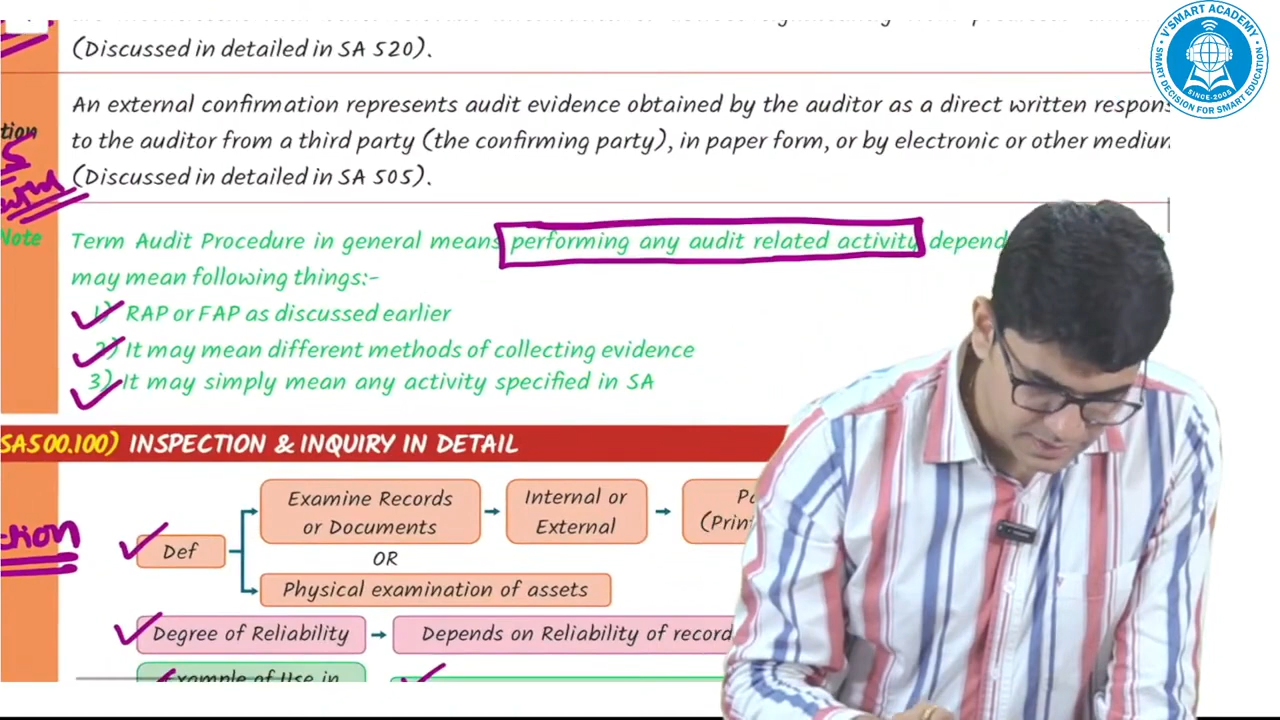 (Discussed in detailed in SA 520).
An external confirmation represents audit evidence obtained by the auditor as a direct written
to the auditor from a third party (the confirming party), in paper form, or by electronic or other
(Discussed in detailed in SA 505).
Note
Term Audit Procedure in general means performing any audit related activity
may mean following things:-
1) RAP or FAP as discussed earlier
2) It may mean different methods of collecting evidence
3) It may simply mean any activity specified in SA
SA500.100) INSPECTION & INQUIRY IN DETAIL
Def
Examine Records
or Documents
Internal or
External
OR
Physical examination of assets
Degree of Reliability
Depends on Reliability of record
Example of Use in
V'SMART ACADEMY
SINCE-2005
SMART DECISION FOR SMART EDUCATION